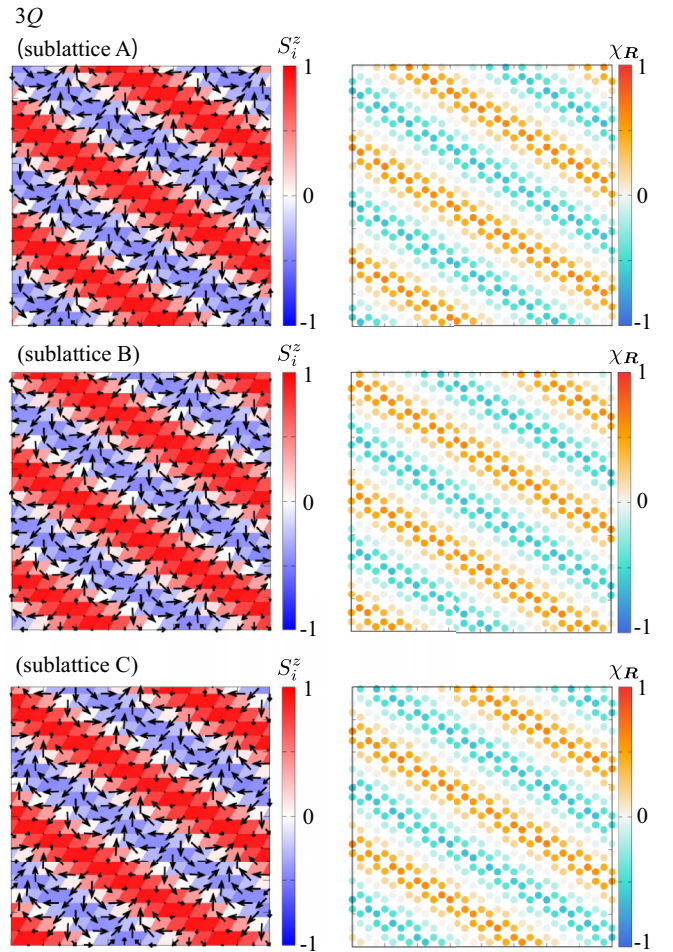 3Q
(sublattice A)
S_i^z
χ_R
1
0
-1
1
0
-1
(sublattice B)
S_i^z
χ_R
1
0
-1
1
0
-1
(sublattice C)
S_i^z
χ_R
1
0
-1
1
0
-1